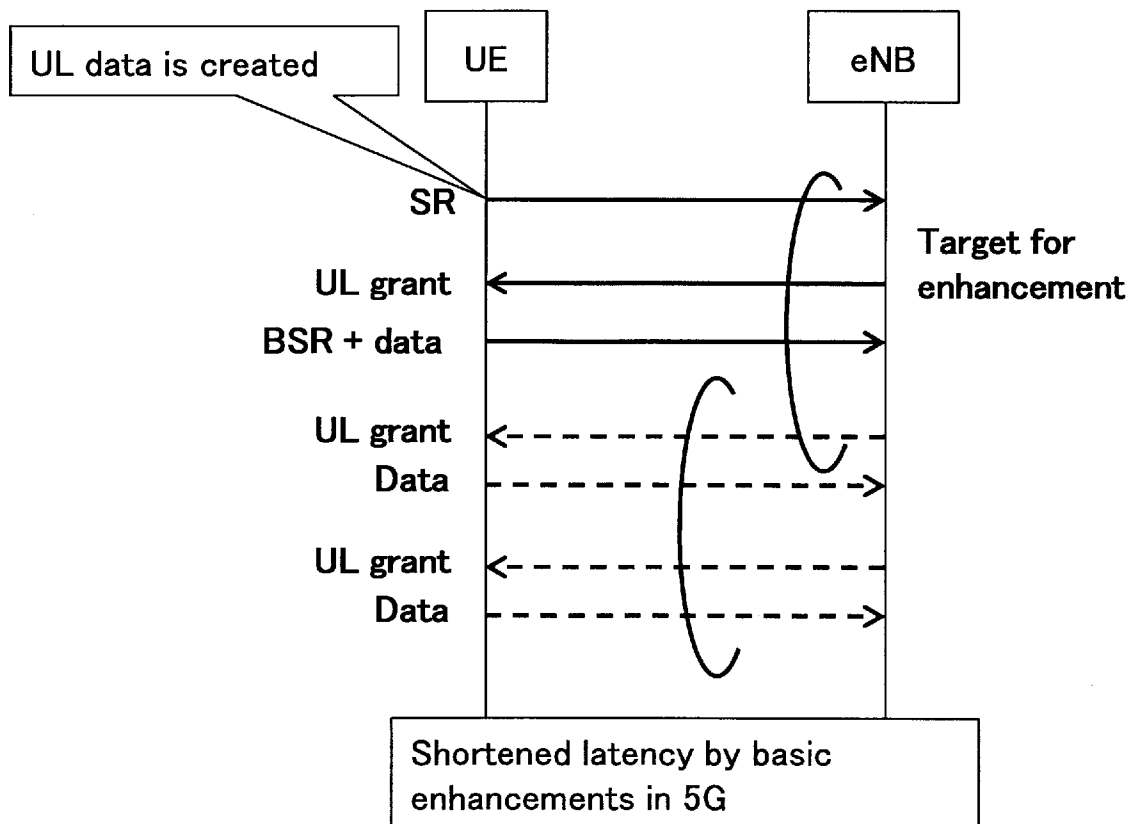 UL data is created
UE
eNB
SR
Target for
enhancement
UL grant
BSR + data
UL grant
Data
UL grant
Data
Shortened latency by basic
enhancements in 5G